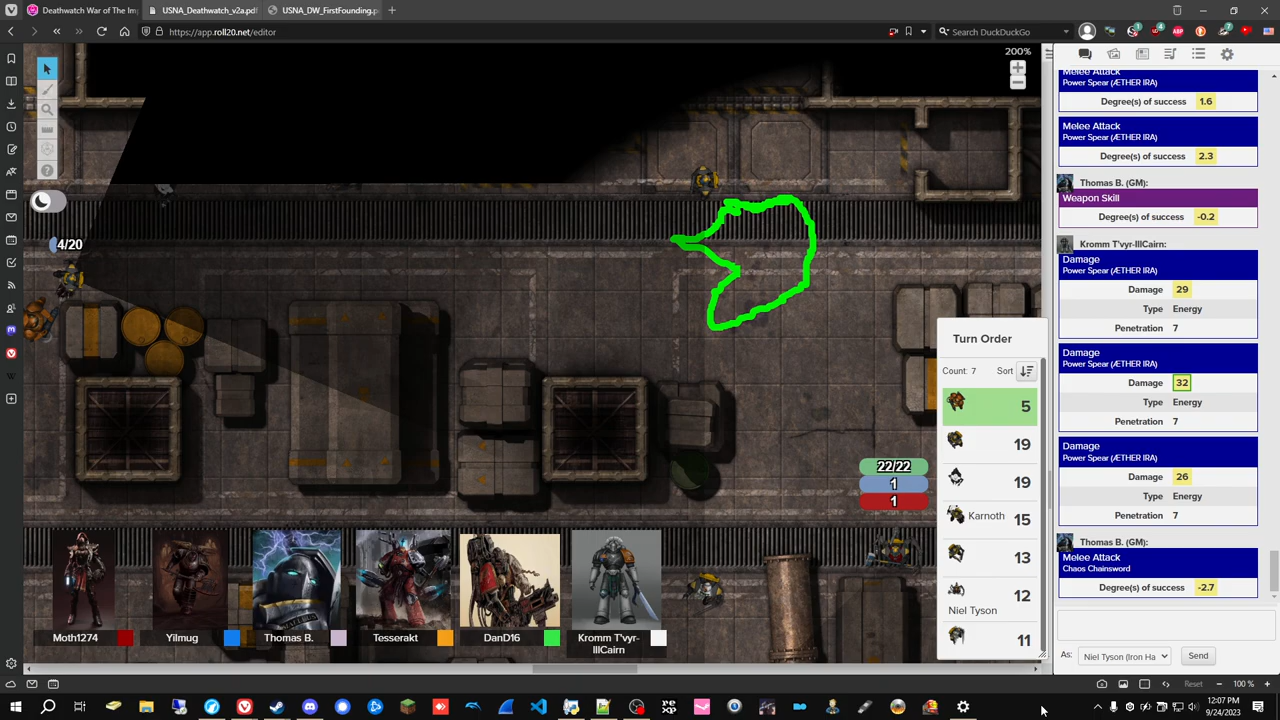 Deathwatch War of The Im
USNA_Deathwatch_v2a.pdf
USNA_DW_FirstFounding.p
https://app.roll20.net/editor
Search DuckDuckGo
200%
4/20
22/22
1
1
Turn Order
Count: 7
Sort
5
19
19
Karnoth
15
13
12
Niel Tyson
11
Moth1274
Yilmug
Thomas B.
Tesserakt
DanD16
Kromm T'vyr-
IllCairn
Melee Attack
Power Spear (ÆTHER IRA)
Degree(s) of success 1.6
Melee Attack
Power Spear (ÆTHER IRA)
Degree(s) of success 2.3
Thomas B. (GM):
Weapon Skill
Degree(s) of success -0.2
Kromm T'vyr-IllCairn:
Damage
Power Spear (ÆTHER IRA)
Damage 29
Type Energy
Penetration 7
Damage
Power Spear (ÆTHER IRA)
Damage 32
Type Energy
Penetration 7
Damage
Power Spear (ÆTHER IRA)
Damage 26
Type Energy
Penetration 7
Thomas B. (GM):
Melee Attack
Chaos Chainsword
Degree(s) of success -2.7
As:
Niel Tyson (Iron Ha
Send
Reset
100 %
12:07 PM
9/24/2023